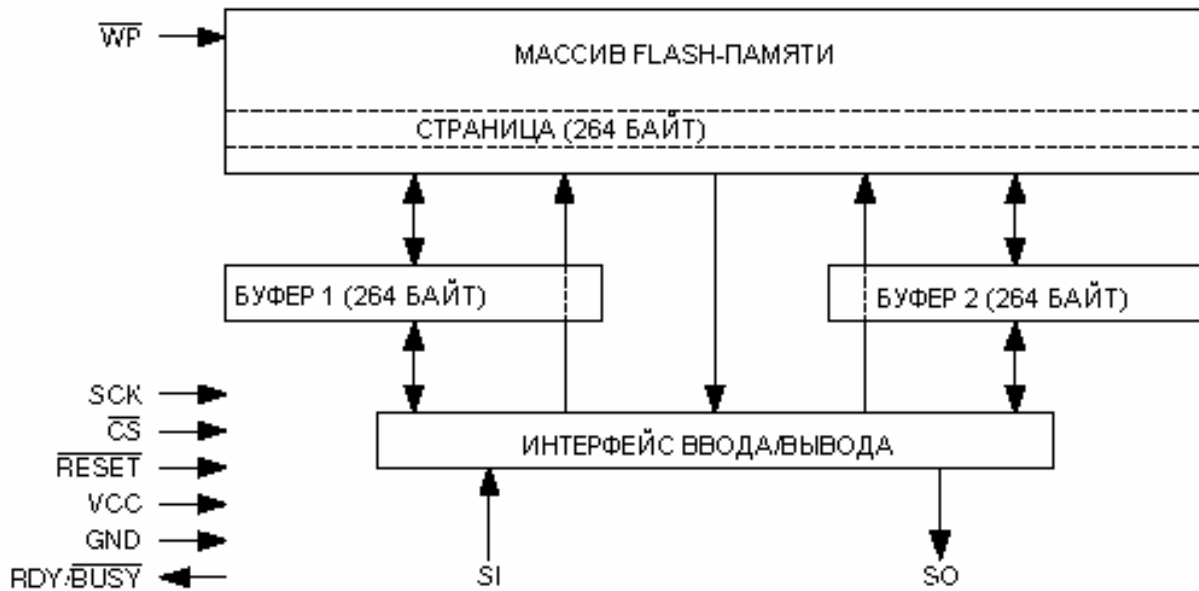 WP
МАССИВ FLASH-ПАМЯТИ
СТРАНИЦА (264 БАЙТ)
БУФЕР 1 (264 БАЙТ)
БУФЕР 2 (264 БАЙТ)
SCK
CS
RESET
VCC
GND
RDY/BUSY
ИНТЕРФЕЙС ВВОДА/ВЫВОДА
SI
SO